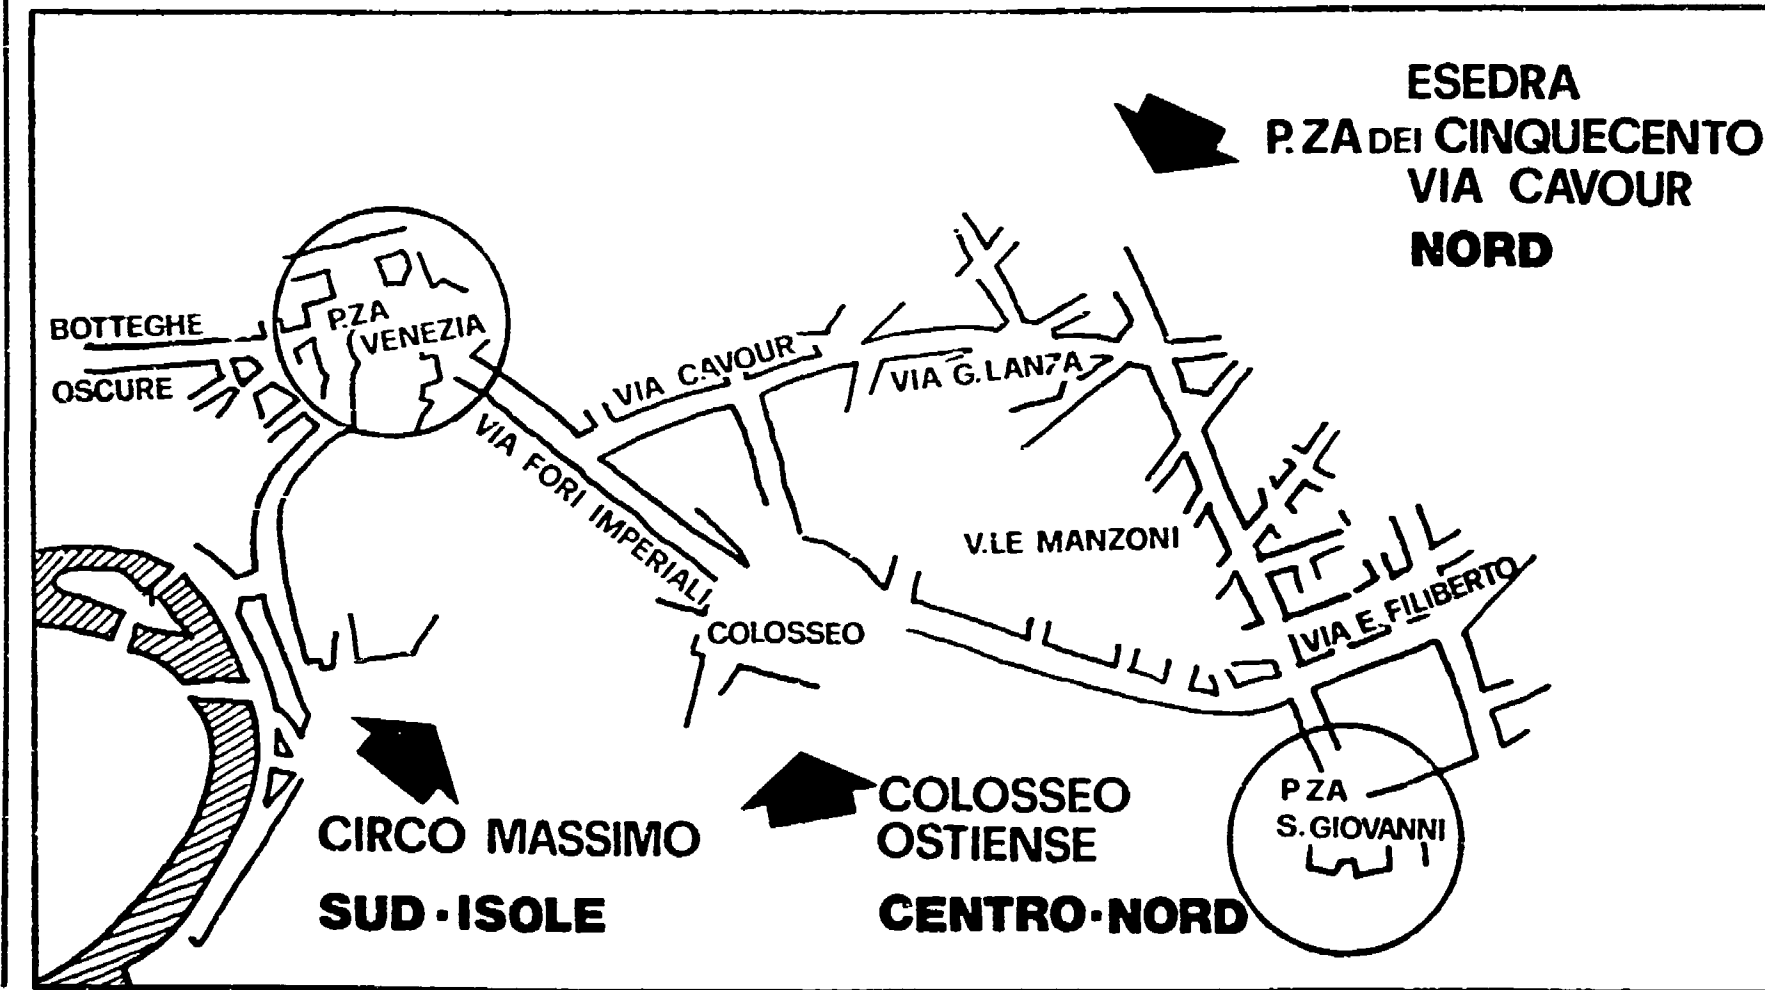 ESEDRA
P.ZA DEI CINQUECENTO
VIA CAVOUR
NORD
BOTTEGHE
OSCURE
P.ZA
VENEZIA
VIA CAVOUR
VIA G. LANZA
VIA FORI IMPERIALI
V.LE MANZONI
VIA E. FILIBERTO
COLOSSEO
CIRCO MASSIMO
SUD-ISOLE
COLOSSEO
OSTIENSE
CENTRO-NORD
P.ZA
S. GIOVANNI